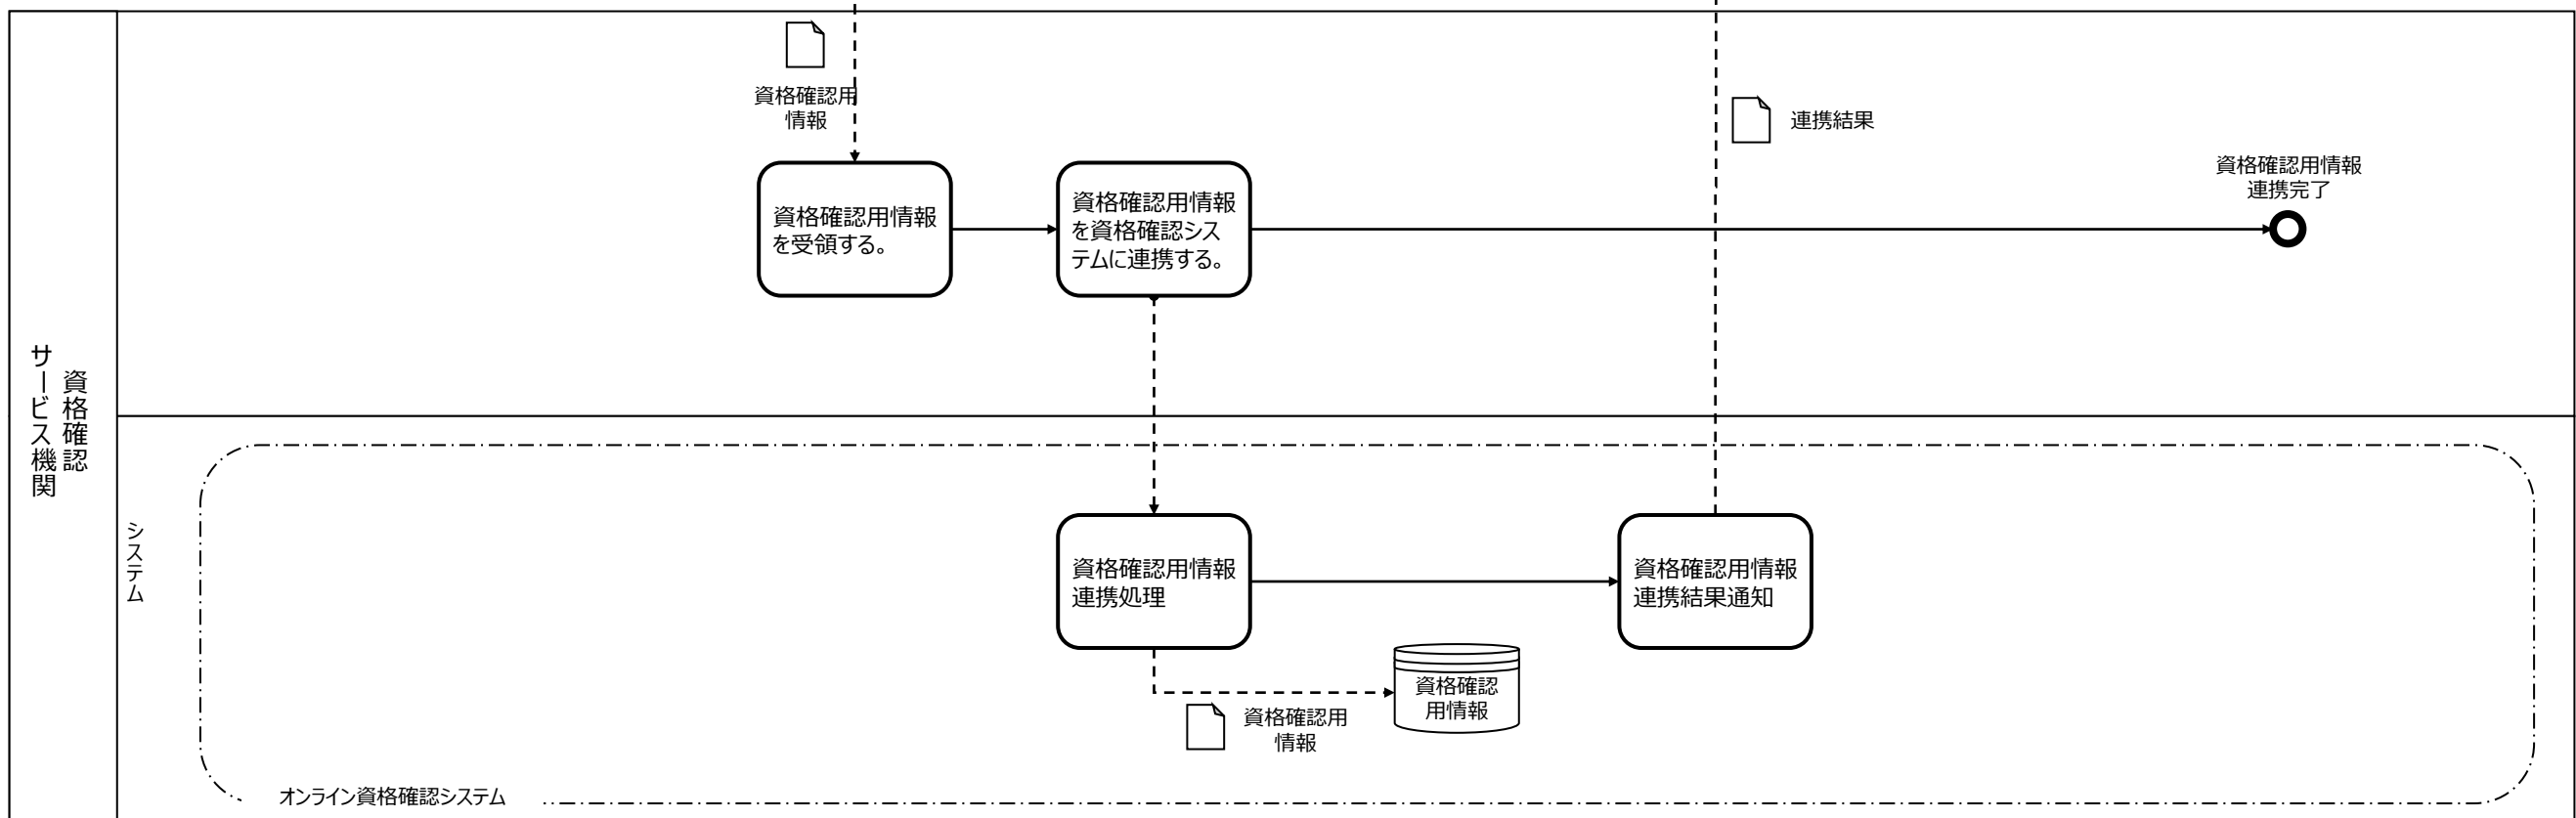 資格確認
サービス機関
資格確認用
情報
連携結果
資格確認用情報
連携完了
資格確認用情報
を受領する。
資格確認用情報
を資格確認シス
テムに連携する。
システム
資格確認用情報
連携処理
資格確認用情報
連携結果通知
資格確認
用情報
資格確認用
情報
オンライン資格確認システム